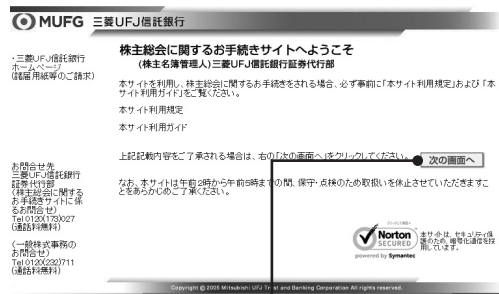 MUFG 三菱UFJ信託銀行
・三菱UFJ信託銀行
ホームページ
(諸届用紙等のご請求)
株主総会に関するお手続きサイトへようこそ
(株主名簿管理人)三菱UFJ信託銀行証券代行部
本サイトを利用し、株主総会に関するお手続きをされる場合、必ず事前に「本サイト利用規定」および「本
サイト利用ガイド」をご覧ください。
本サイト利用規定
本サイト利用ガイド
上記記載内容をご了承される場合は、右の「次の画面へ」をクリックしてください。
次の画面へ
なお、本サイトは午前2時から午前5時までの間、保守・点検のため取扱いを休止させていただきますこ
とをあらかじめご了承ください。
お問合せ先
三菱UFJ信託銀行
証券代行部
(株主総会に関する
お手続きサイトに係
るお問合せ)
Tel 0120(173)027
(通話料無料)
(一般株式事務の
お問合せ)
Tel 0120(232)711
(通話料無料)
Norton
SECURED
powered by Symantec
本サイトは、セキュリティ保
護のため、暗号化通信を採
用しています。
Copyright © 2005 Mitsubishi UFJ Trust and Banking Corporation All rights reserved.